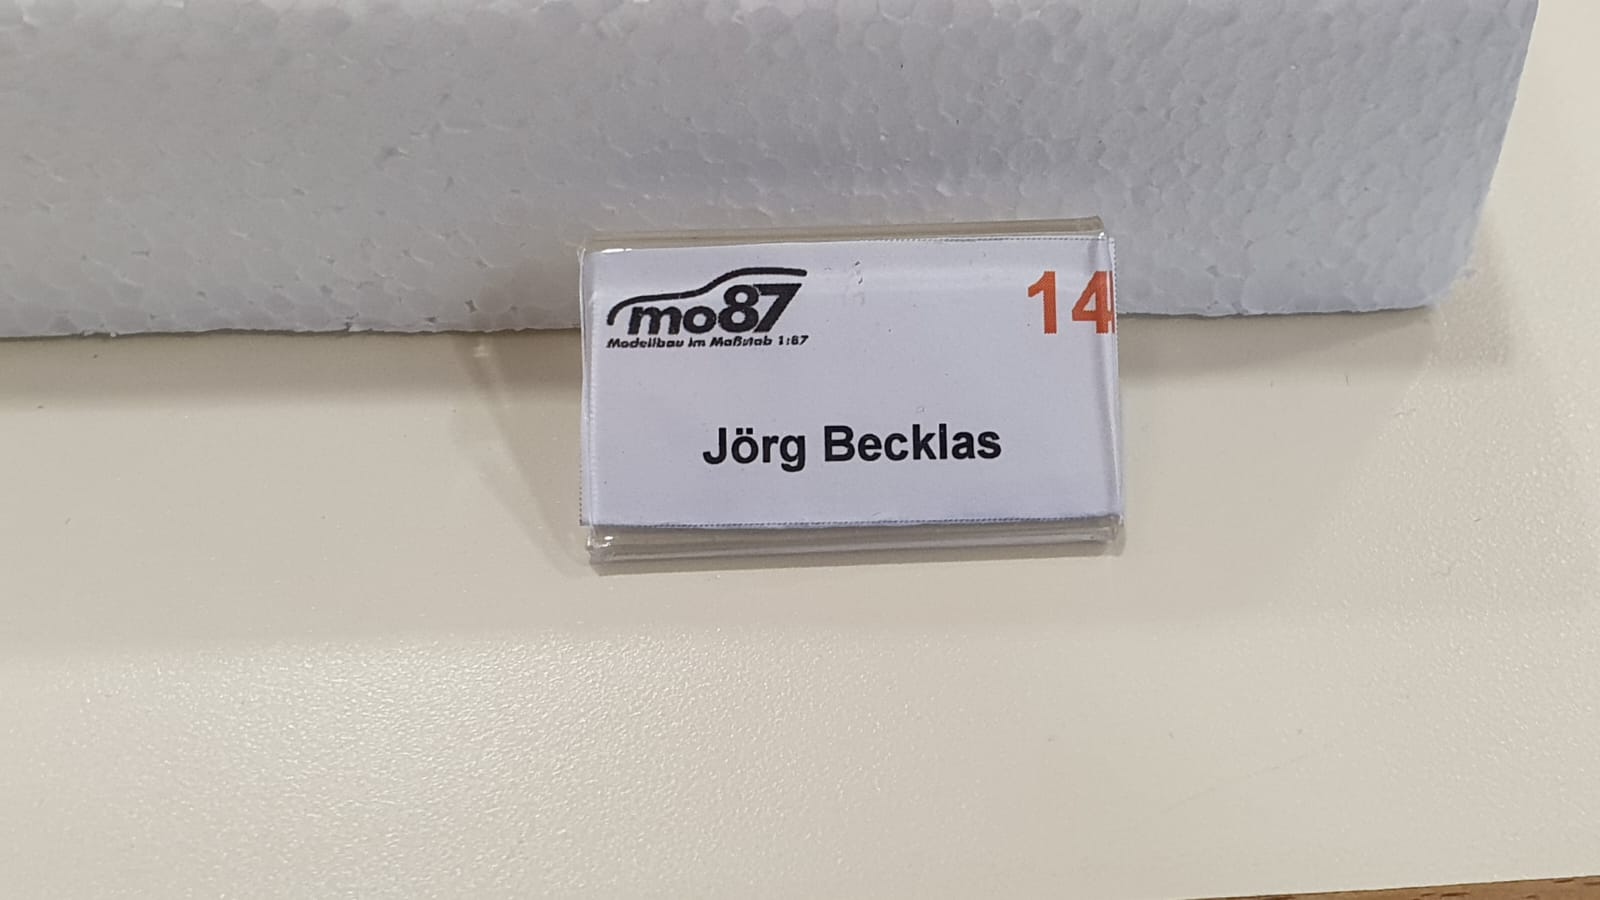 mo87 14
Modellbau im Maßstab 1:87
Jörg Becklas